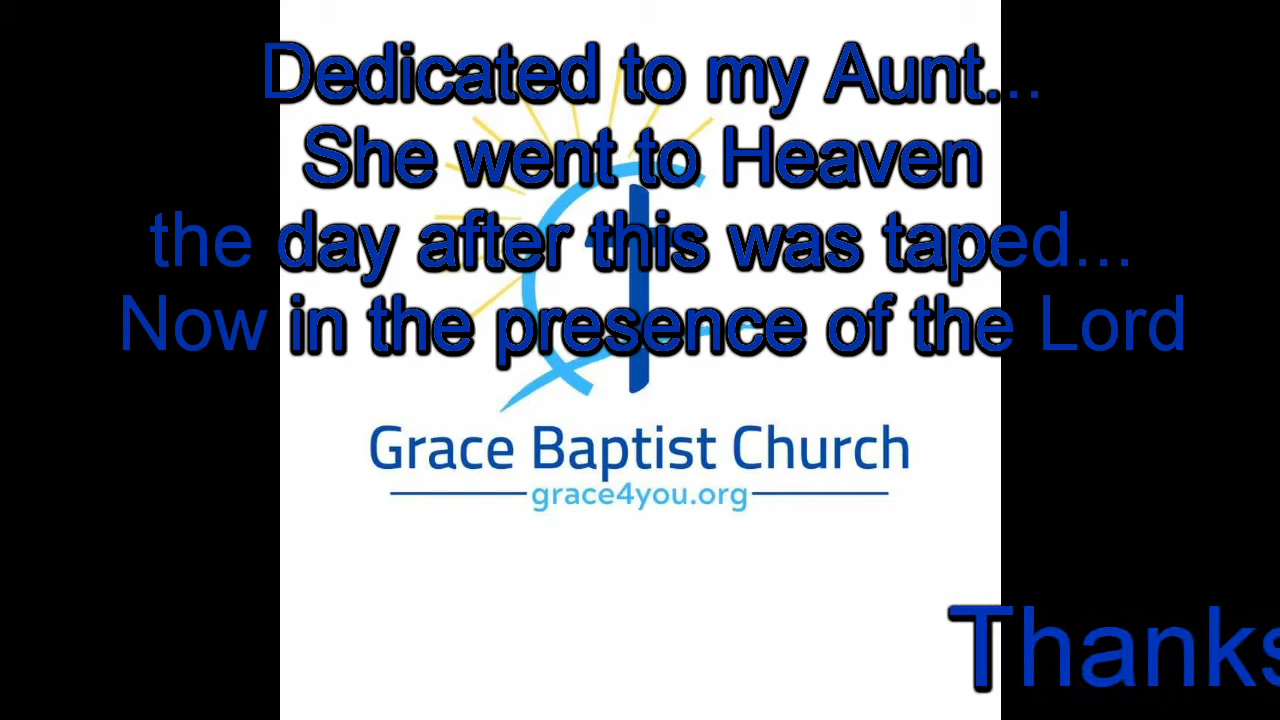 Dedicated to my Aunt...
She went to Heaven
the day after this was taped...
Now in the presence of the Lord
Grace Baptist Church
grace4you.org
Thanks